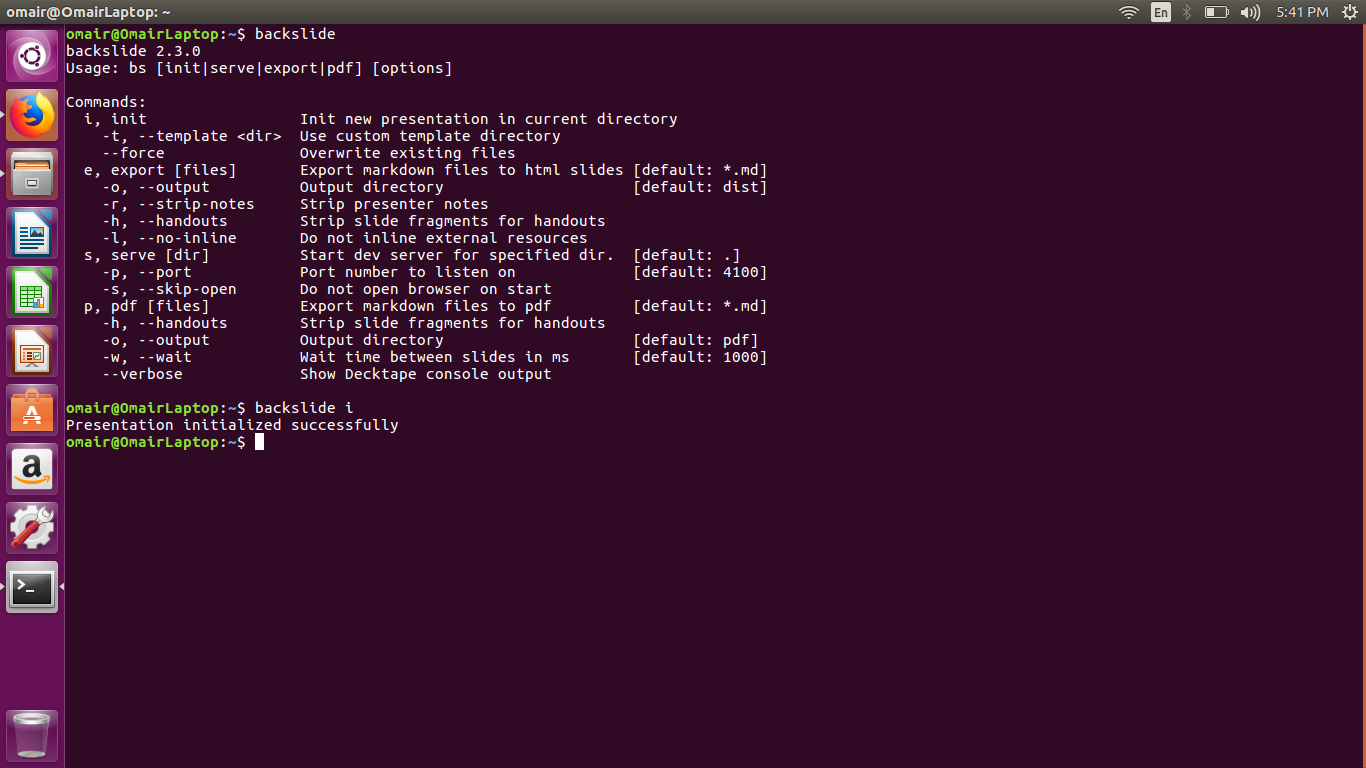 omair@OmairLaptop: ~
En
5:41 PM
omair@OmairLaptop:~$ backslide
backslide 2.3.0
Usage: bs [init|serve|export|pdf] [options]
Commands:
  i, init                 Init new presentation in current directory
    -t, --template <dir>  Use custom template directory
    --force               Overwrite existing files
  e, export [files]       Export markdown files to html slides [default: *.md]
    -o, --output          Output directory                     [default: dist]
    -r, --strip-notes     Strip presenter notes
    -h, --handouts        Strip slide fragments for handouts
    -l, --no-inline       Do not inline external resources
  s, serve [dir]          Start dev server for specified dir.  [default: .]
    -p, --port            Port number to listen on             [default: 4100]
    -s, --skip-open       Do not open browser on start
  p, pdf [files]          Export markdown files to pdf         [default: *.md]
    -h, --handouts        Strip slide fragments for handouts
    -o, --output          Output directory                     [default: pdf]
    -w, --wait            Wait time between slides in ms       [default: 1000]
    --verbose             Show Decktape console output
omair@OmairLaptop:~$ backslide i
Presentation initialized successfully
omair@OmairLaptop:~$